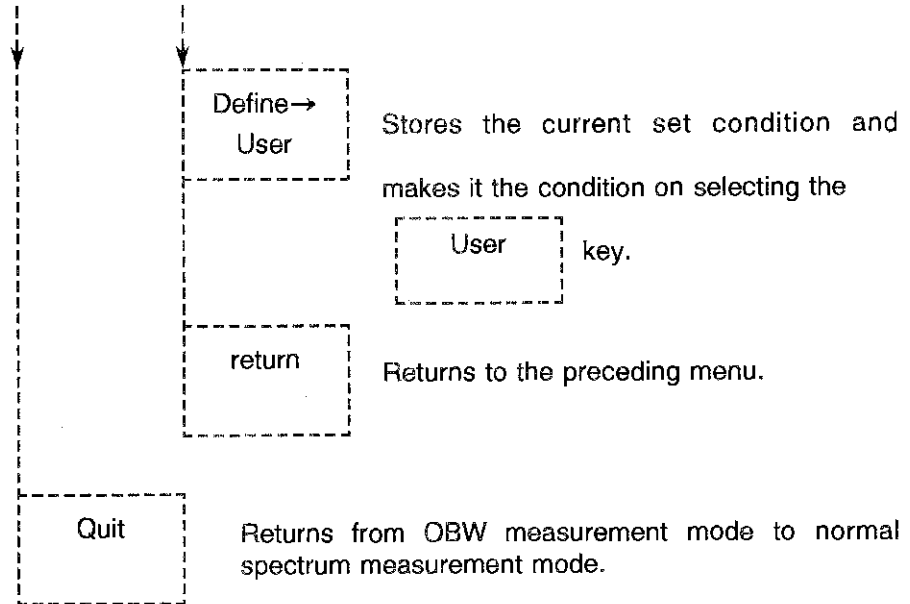 Define→
User
Stores the current set condition and
makes it the condition on selecting the
User key.
return
Returns to the preceding menu.
Quit
Returns from OBW measurement mode to normal
spectrum measurement mode.